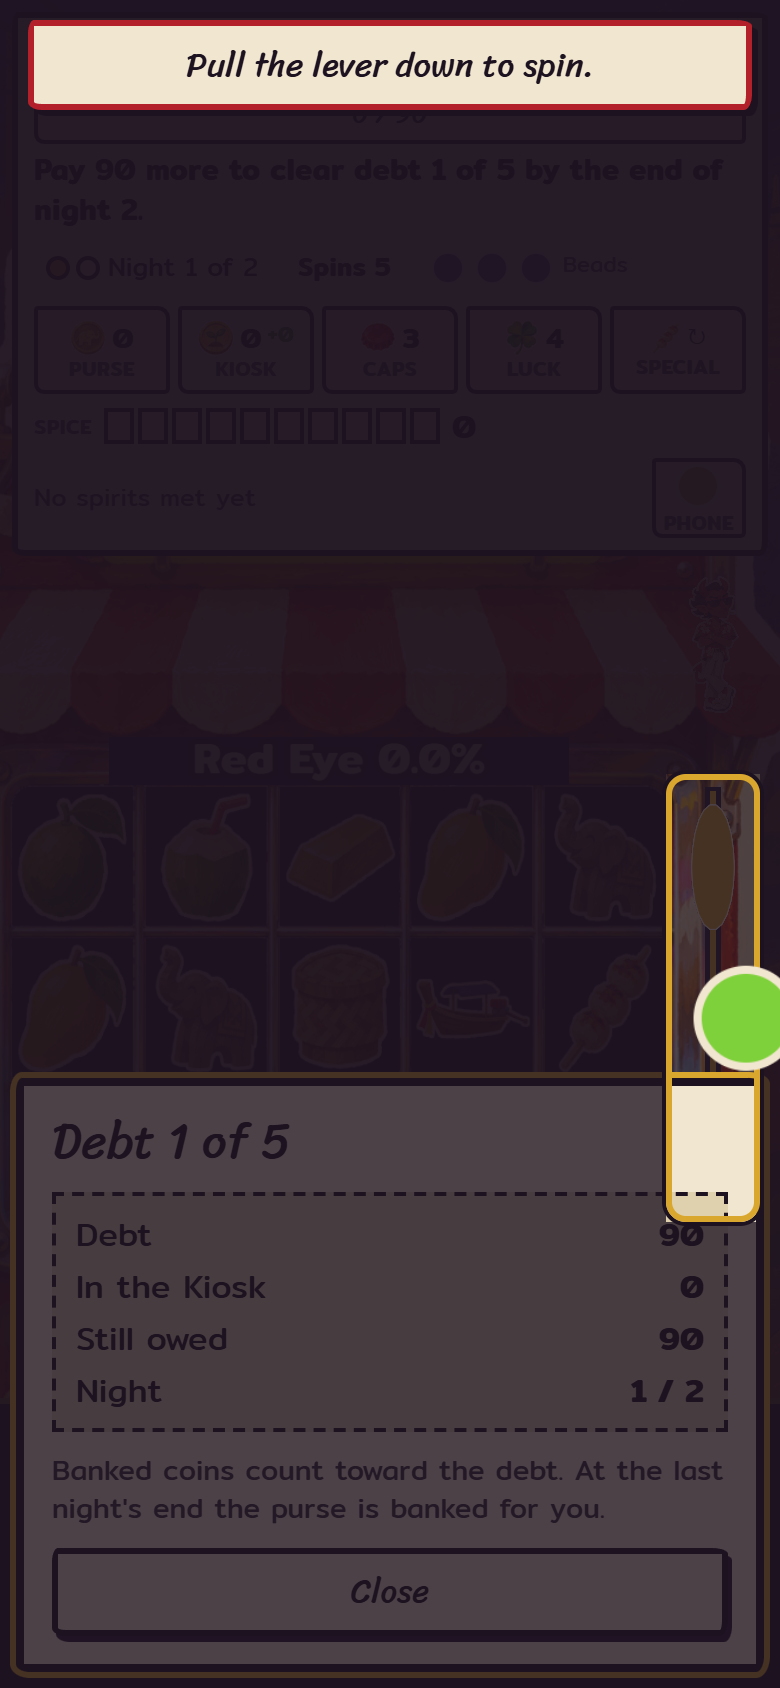 Pull the lever down to spin.
0 / 90
Pay 90 more to clear debt 1 of 5 by the end of
night 2.
Night 1 of 2 Spins 5 Beads
0 0 +0 3 4 ↻
PURSE KIOSK CAPS LUCK SPECIAL
SPICE 0
No spirits met yet
PHONE
Red Eye 0.0%
Debt 1 of 5
Debt 90
In the Kiosk 0
Still owed 90
Night 1 / 2
Banked coins count toward the debt. At the last
night's end the purse is banked for you.
Close